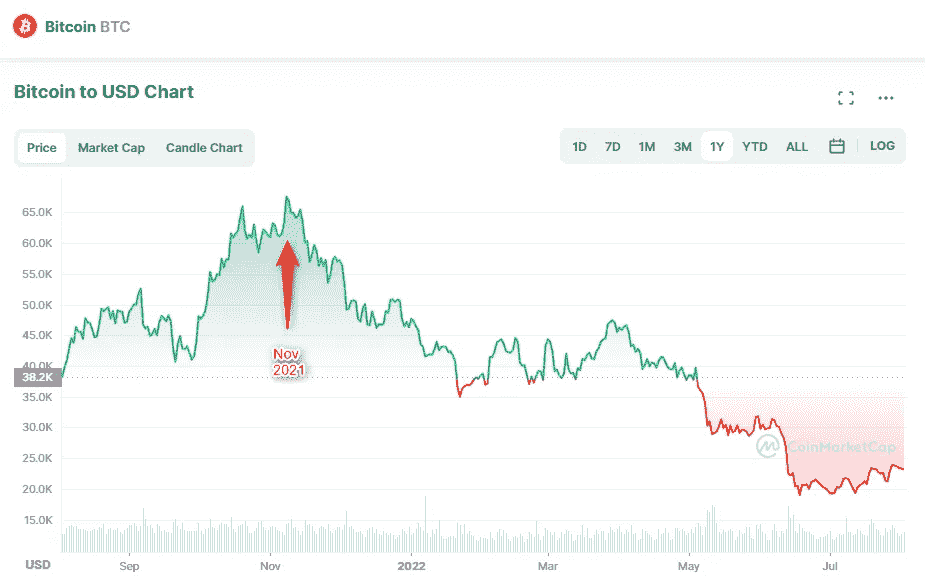 Bitcoin BTC
Bitcoin to USD Chart
Price Market Cap Candle Chart
1D 7D 1M 3M 1Y YTD ALL LOG
65.0K
60.0K
55.0K
50.0K
45.0K
40.0K
38.2K
35.0K
30.0K
25.0K
20.0K
15.0K
Nov
2021
CoinMarketCap
USD Sep Nov 2022 Mar May Jul